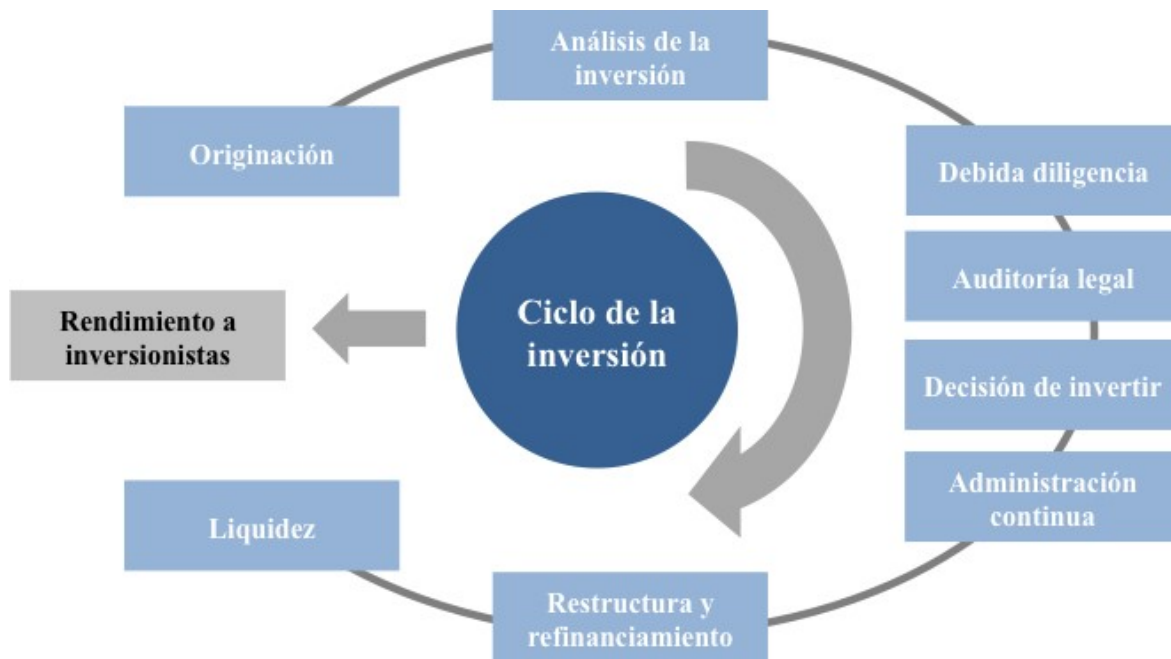 Análisis de la
inversión
Originación
Debida diligencia
Auditoría legal
Ciclo de la
inversión
Rendimiento a
inversionistas
Decisión de invertir
Administración
continua
Liquidez
Restructura y
refinanciamiento